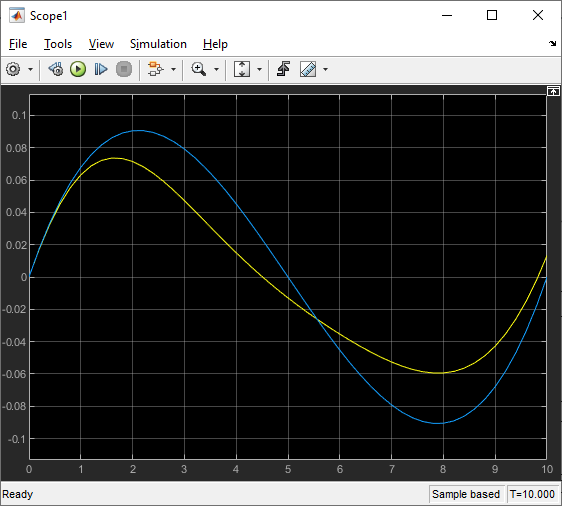 Scope1
File Tools View Simulation Help
0.1
0.08
0.06
0.04
0.02
0
-0.02
-0.04
-0.06
-0.08
-0.1
0 1 2 3 4 5 6 7 8 9 10
Ready Sample based T=10.000